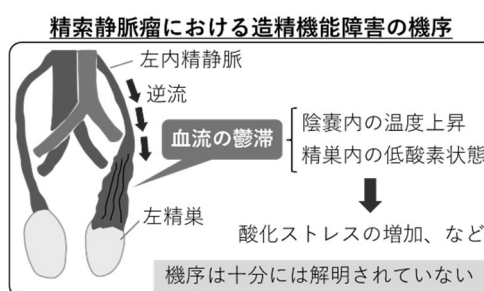 精索静脈瘤における造精機能障害の機序
左内精静脈
逆流
血流の鬱滞
陰嚢内の温度上昇
精巣内の低酸素状態
左精巣
酸化ストレスの増加、など
機序は十分には解明されていない